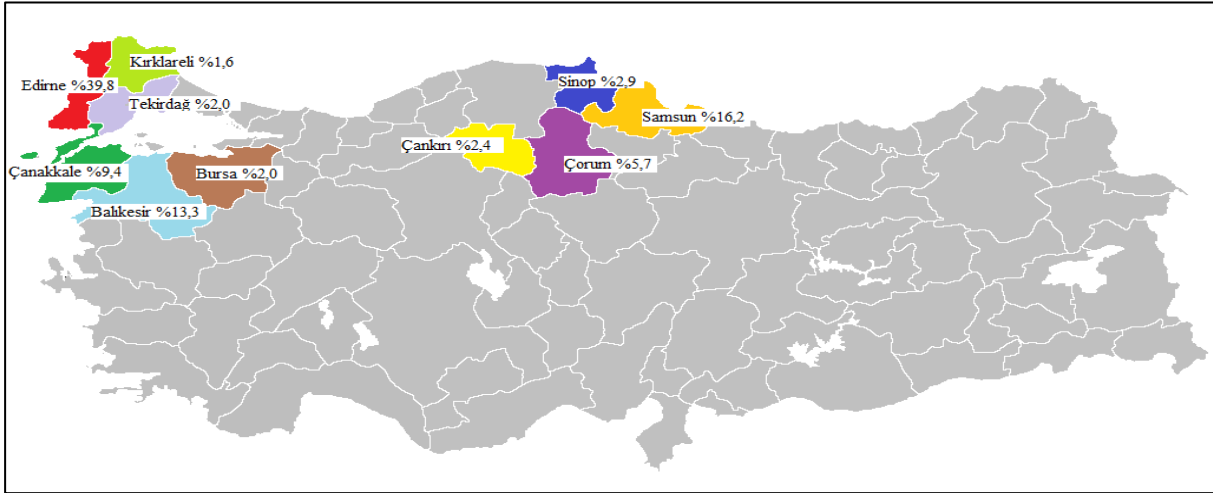 Kırklareli %1,6
Edirne %39,8
Tekirdağ %2,0
Sinop %2,9
Samsun %16,2
Çankırı %2,4
Çorum %5,7
Çanakkale %9,4
Bursa %2,0
Balıkesir %13,3